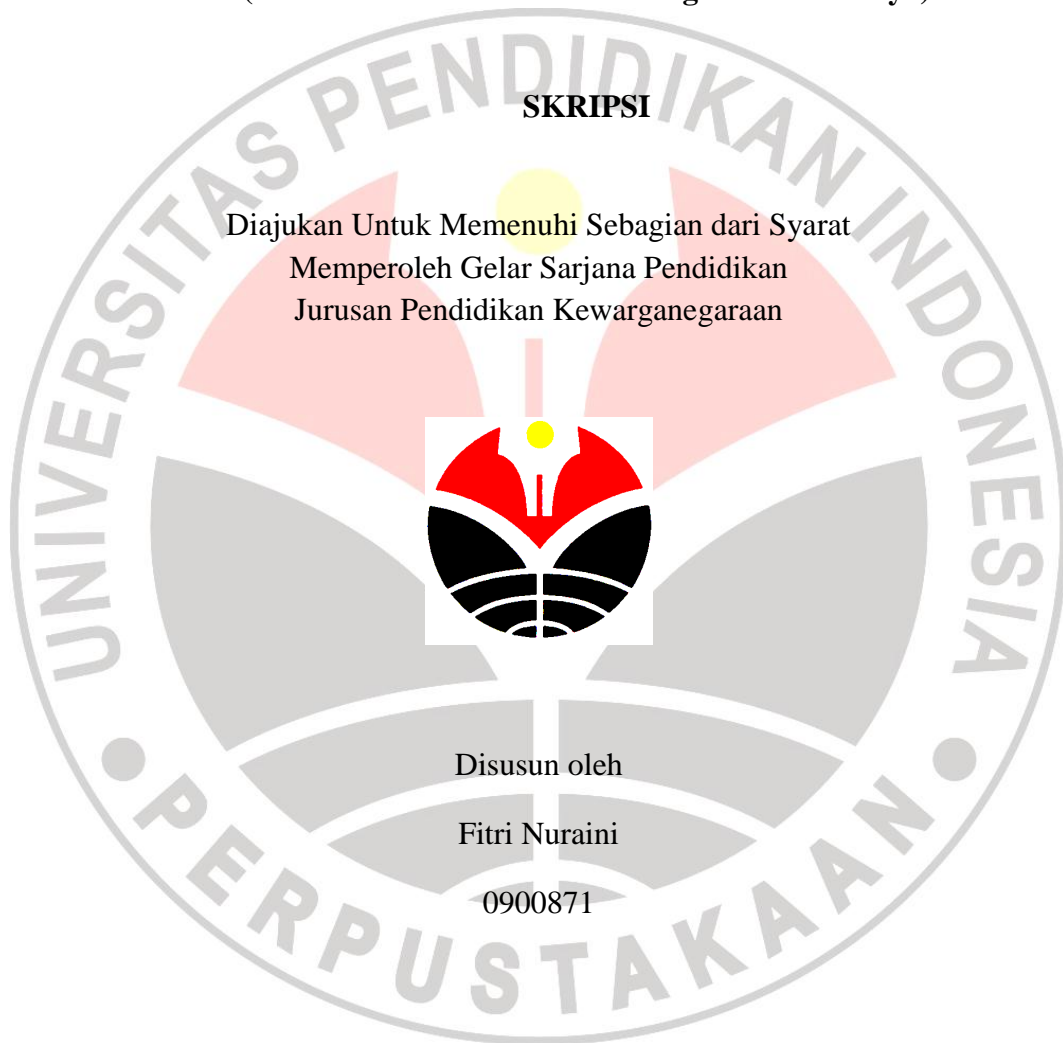 SKRIPSI
Diajukan Untuk Memenuhi Sebagian dari Syarat
Memperoleh Gelar Sarjana Pendidikan
Jurusan Pendidikan Kewarganegaraan
Disusun oleh
Fitri Nuraini
0900871
UNIVERSITAS PENDIDIKAN INDONESIA
PERPUSTAKAAN